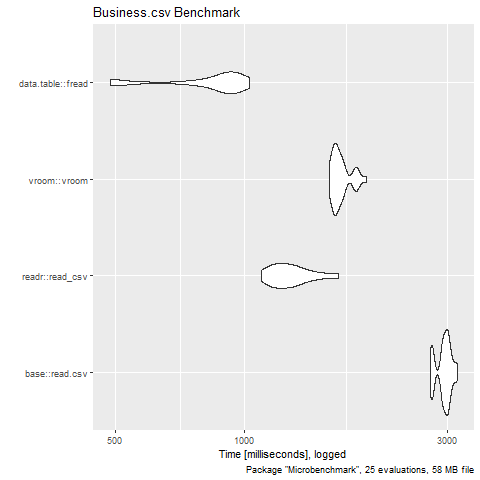 Business.csv Benchmark
data.table::fread
vroom::vroom
readr::read_csv
base::read.csv
500
1000
3000
Time [milliseconds], logged
Package "Microbenchmark", 25 evaluations, 58 MB file